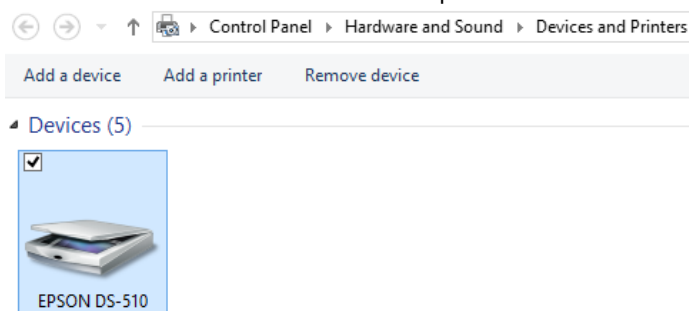 Control Panel ▸ Hardware and Sound ▸ Devices and Printers
Add a device Add a printer Remove device
Devices (5)
EPSON DS-510